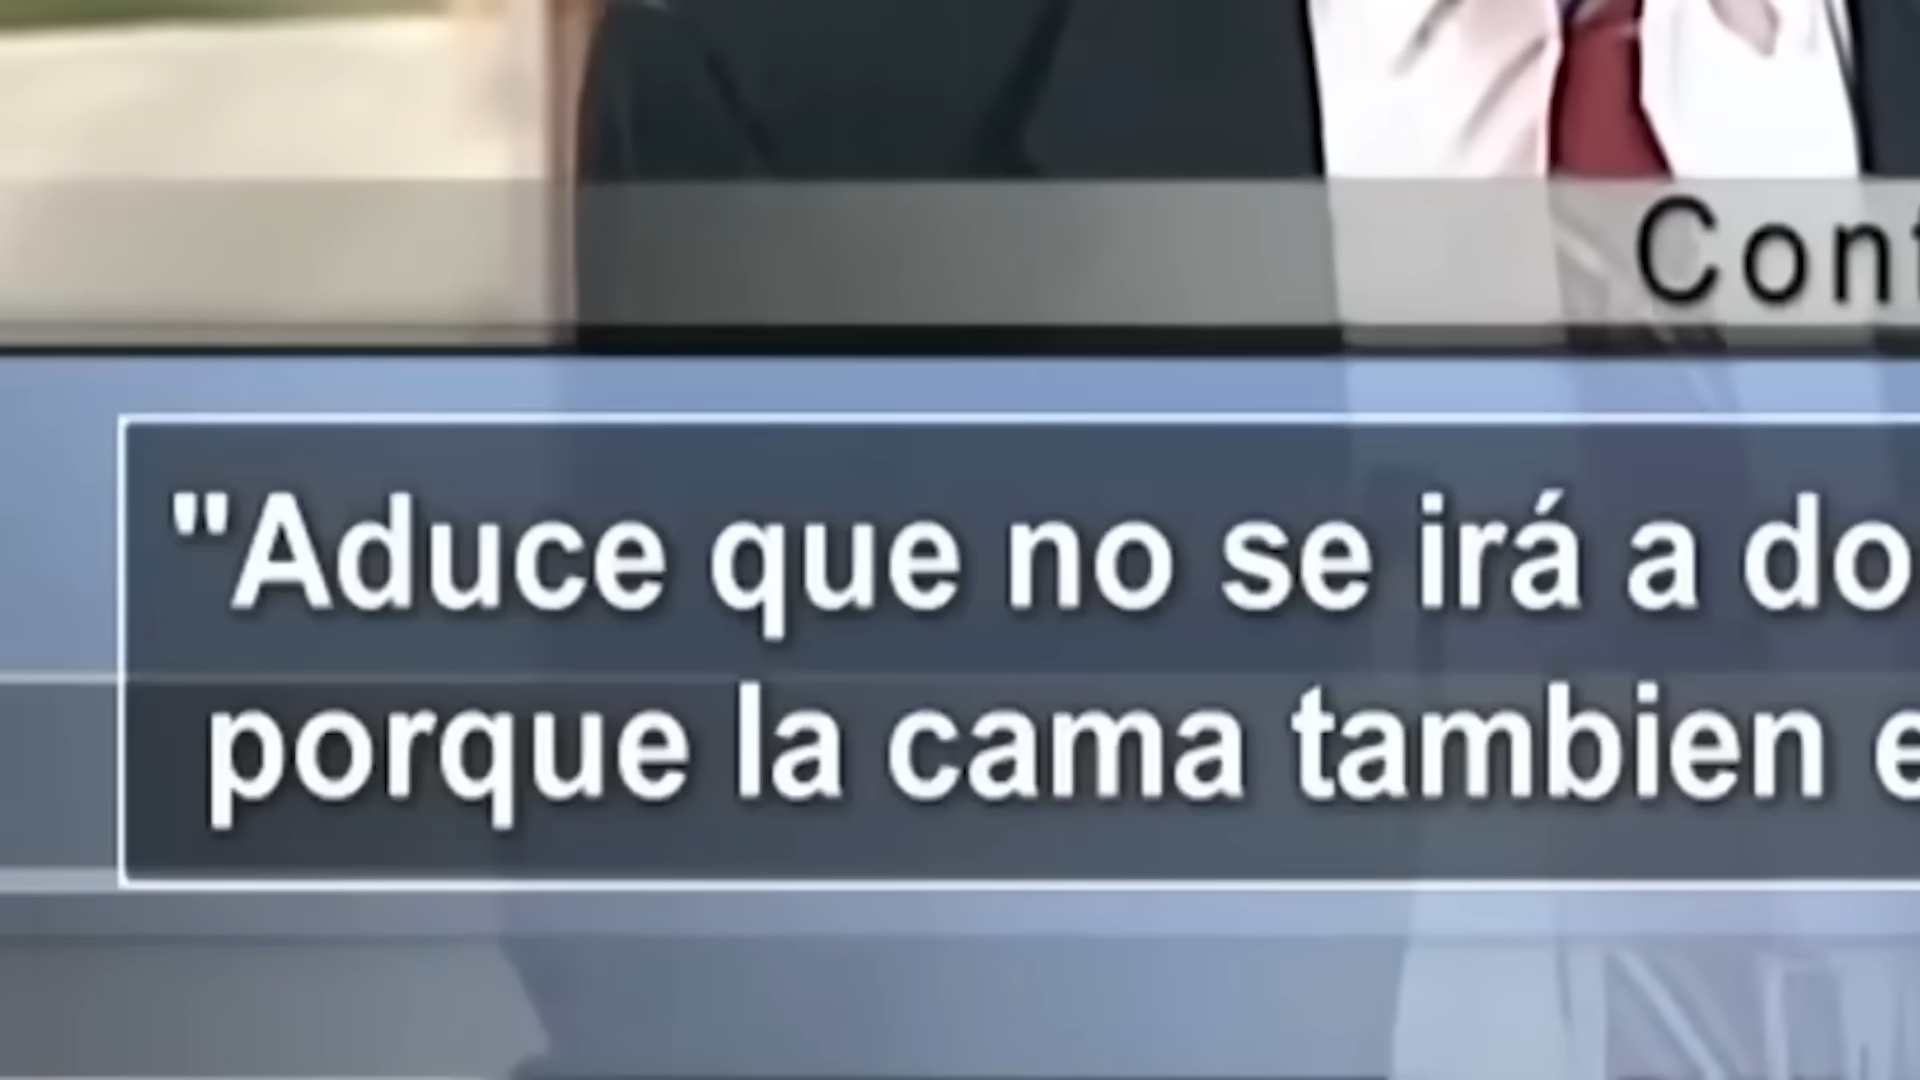 Con
"Aduce que no se irá a do
porque la cama tambien e